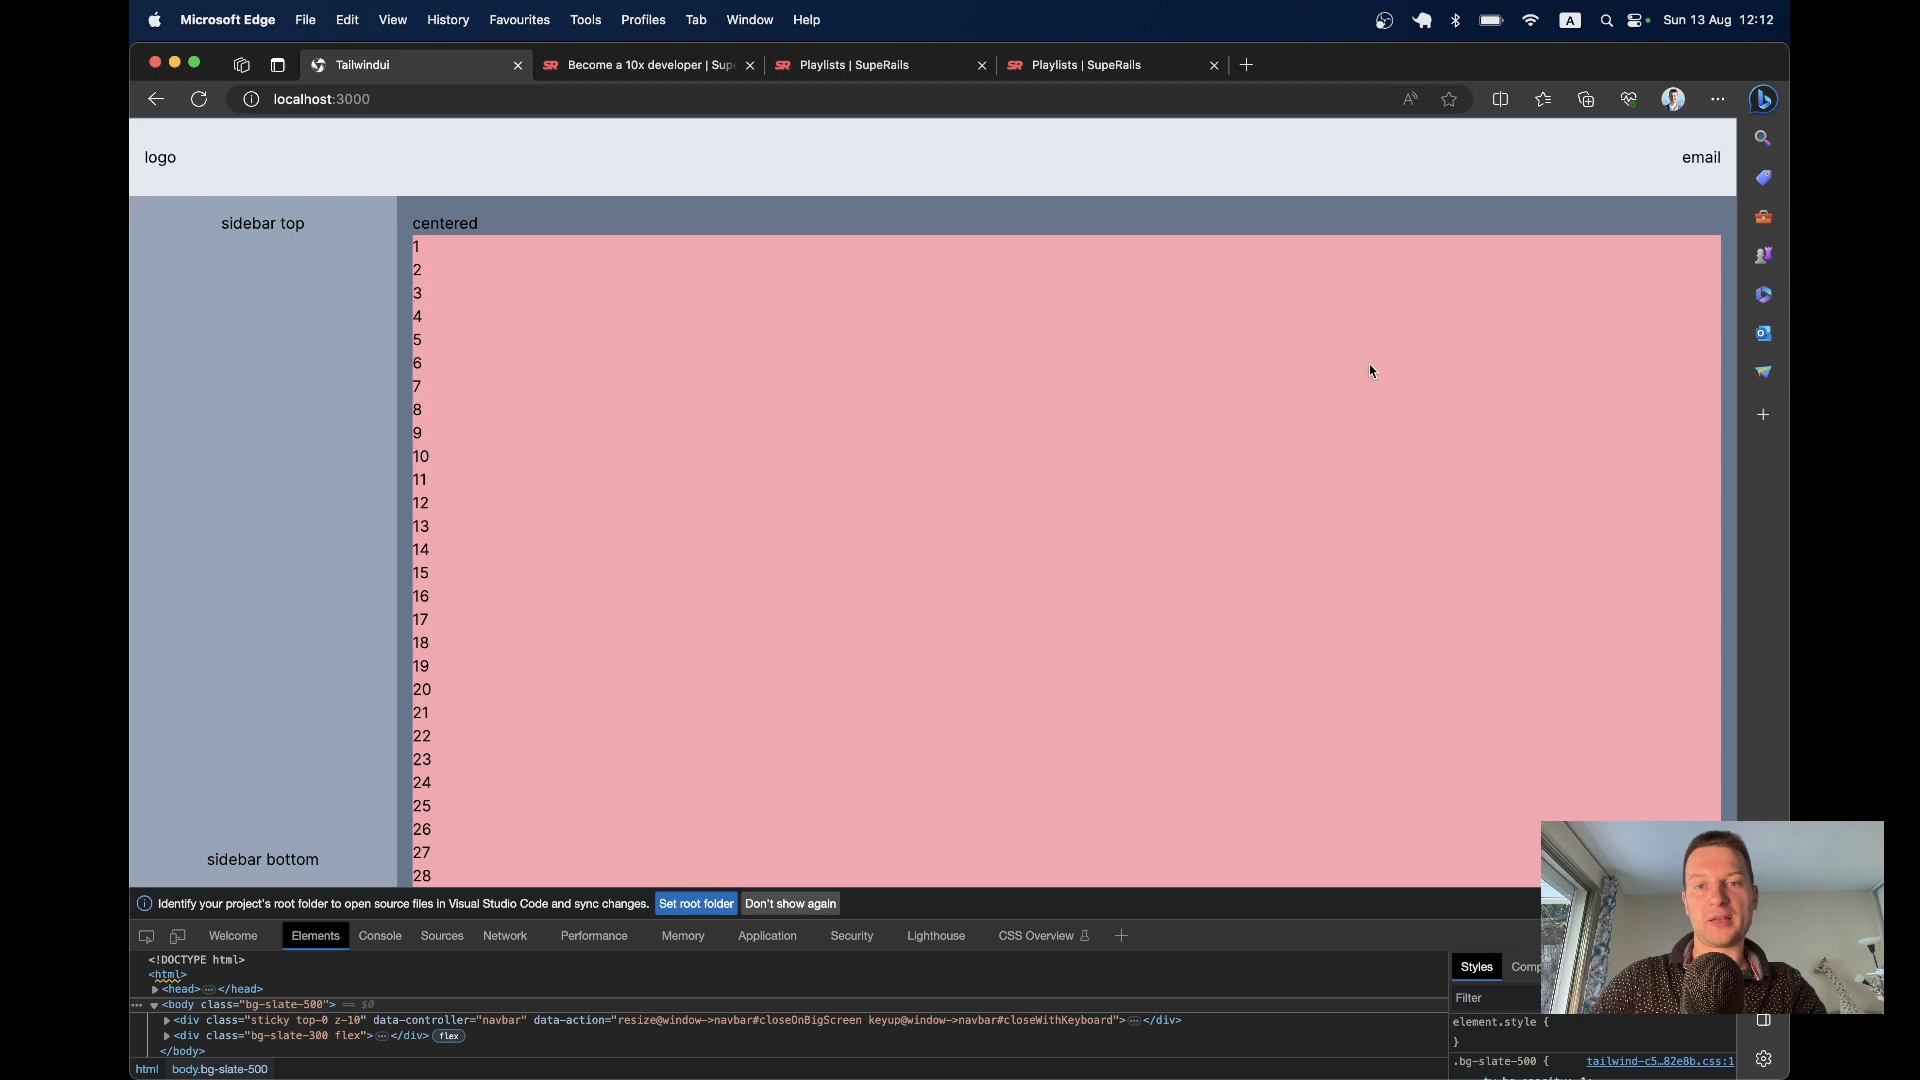 Microsoft Edge File Edit View History Favourites Tools Profiles Tab Window Help A Sun 13 Aug 12:12
Tailwindui Become a 10x developer | Supe Playlists | SupeRails Playlists | SupeRails
localhost:3000
logo email
sidebar top centered
1
2
3
4
5
6
7
8
9
10
11
12
13
14
15
16
17
18
19
20
21
22
23
24
25
26
27
28
sidebar bottom
Identify your project's root folder to open source files in Visual Studio Code and sync changes. Set root folder Don't show again
Welcome Elements Console Sources Network Performance Memory Application Security Lighthouse CSS Overview
<!DOCTYPE html>
<html>
<head>…</head>
<body class="bg-slate-500"> == $0
<div class="sticky top-0 z-10" data-controller="navbar" data-action="resize@window->navbar#closeOnBigScreen keyup@window->navbar#closeWithKeyboard">…</div>
<div class="bg-slate-300 flex">…</div> flex
</body>
html body.bg-slate-500
Styles Comp
Filter
element.style {
}
.bg-slate-500 { tailwind-c5…82e8b.css:1